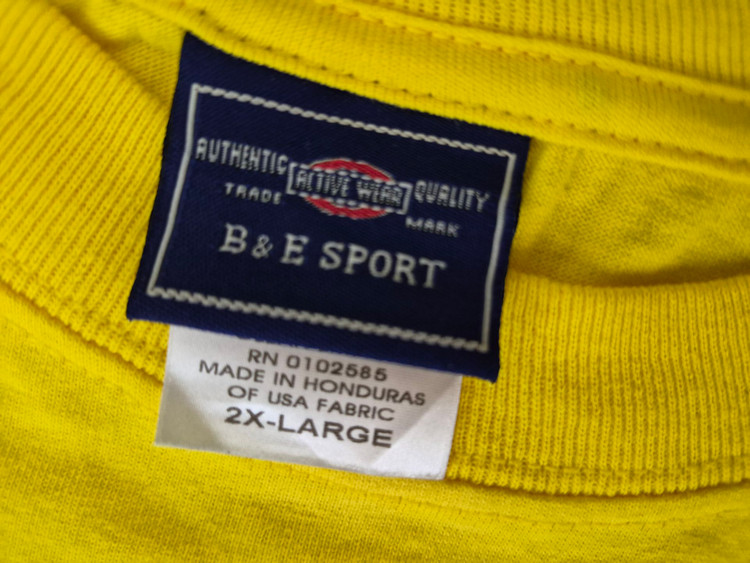 AUTHENTIC ACTIVE WEAR QUALITY
TRADE MARK
B & E SPORT
RN 0102585
MADE IN HONDURAS
OF USA FABRIC
2X-LARGE